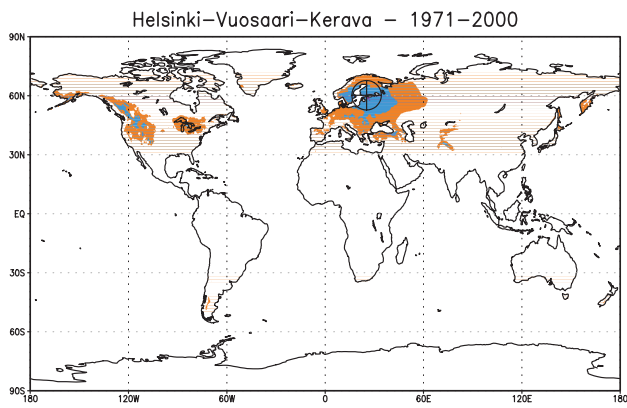 Helsinki-Vuosaari-Kerava - 1971-2000
90N
60N
30N
EQ
30S
60S
90S
180 120W 60W 0 60E 120E 180